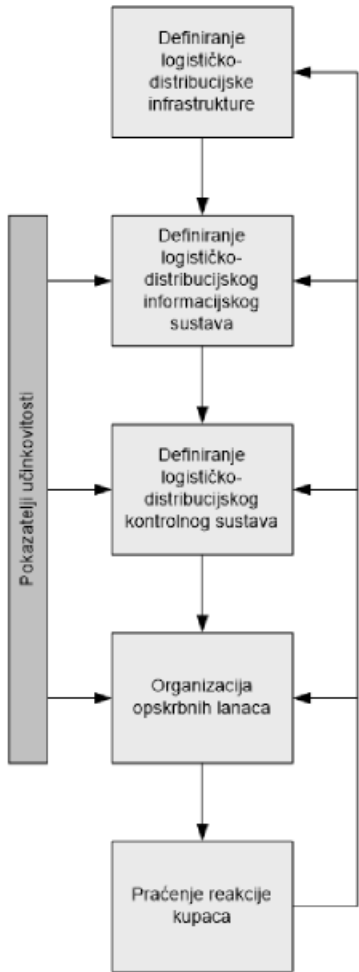 Definiranje
logističko-
distribucijske
infrastrukture
Definiranje
logističko-
distribucijskog
informacijskog
sustava
Pokazatelji učinkovitosti
Definiranje
logističko-
distribucijskog
kontrolnog sustava
Organizacija
opskrbnih lanaca
Praćenje reakcije
kupaca